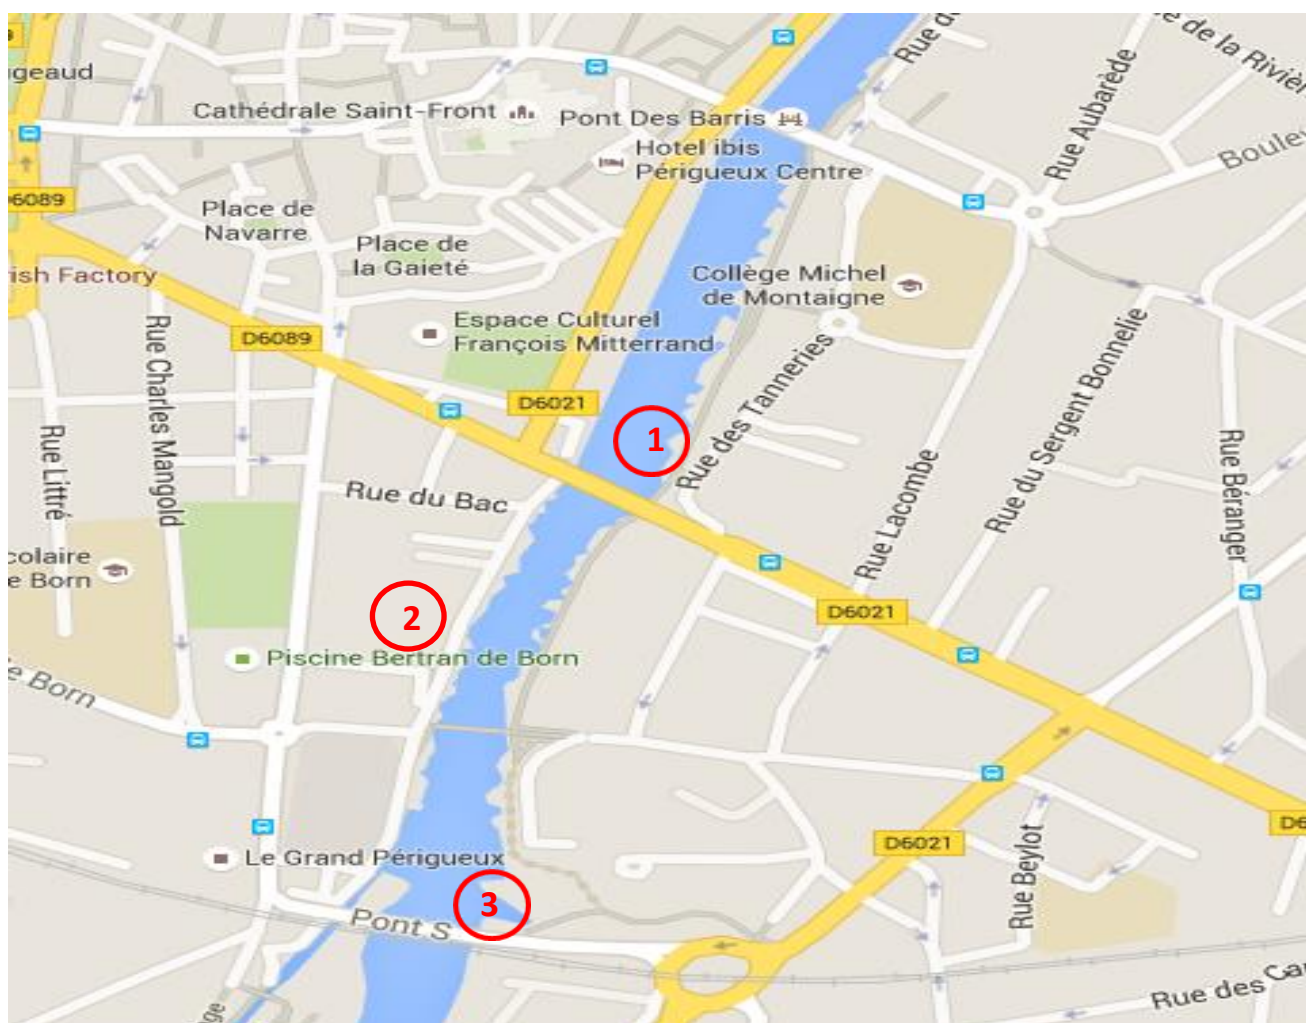 Rue d
e de la Riviè
ugeaud
Cathédrale Saint-Front
Pont Des Barris
Rue Aubarède
Hotel ibis
Périgueux Centre
Boule
6089
Place de
Navarre
Place de
la Gaieté
rish Factory
Collège Michel
de Montaigne
Espace Culturel
François Mitterrand
D6089
Rue Charles Mangold
Rue des Tanneries
Rue du Sergent Bonnelie
D6021
1
Rue Littré
Rue du Bac
Rue Lacombe
Rue Béranger
colaire
e Born
2
D6021
Piscine Bertran de Born
e Born
D6
D6021
Le Grand Périgueux
Rue Beylot
3
Pont S
Rue des Ca
ge